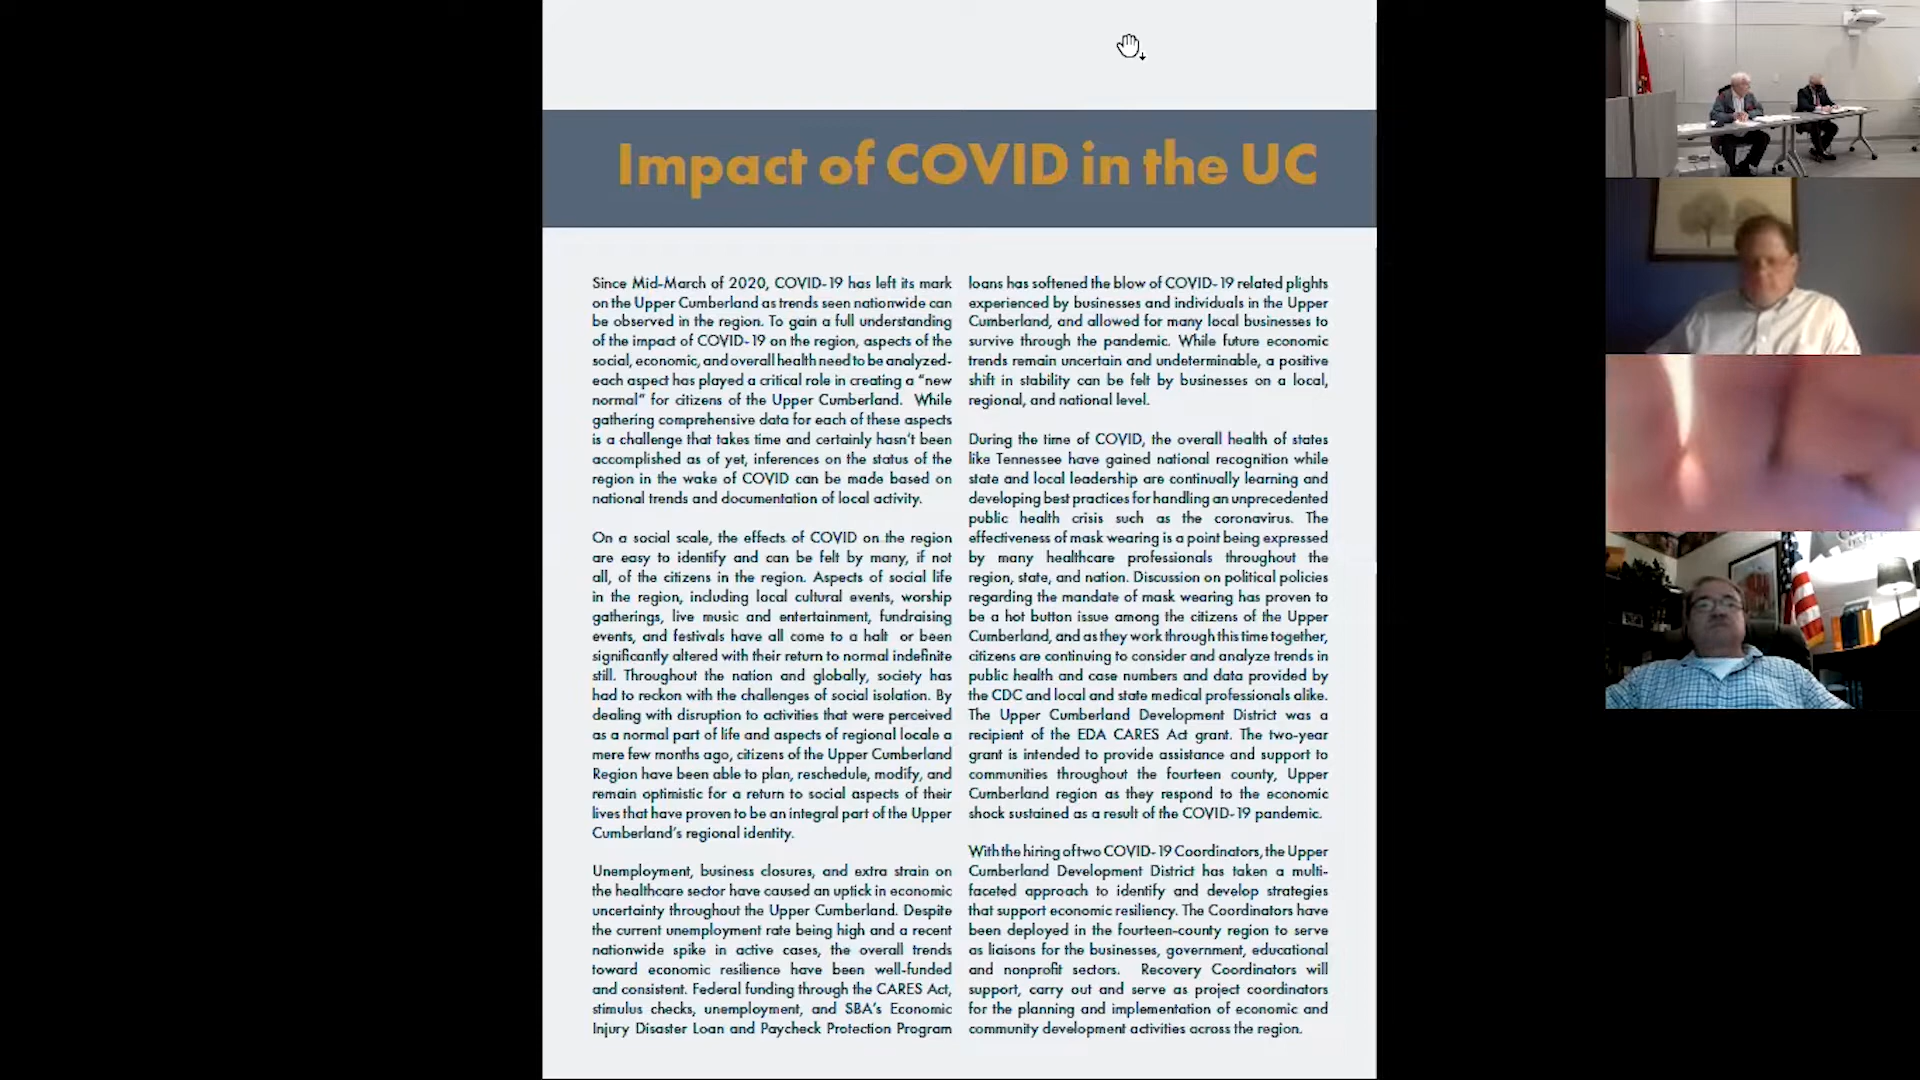 Impact of COVID in the UC
Since Mid-March of 2020, COVID-19 has left its mark
on the Upper Cumberland as trends seen nationwide can
be observed in the region. To gain a full understanding
of the impact of COVID-19 on the region, aspects of the
social, economic, and overall health need to be analyzed-
each aspect has played a critical role in creating a "new
normal" for citizens of the Upper Cumberland. While
gathering comprehensive data for each of these aspects
is a challenge that takes time and certainly hasn't been
accomplished as of yet, inferences on the status of the
region in the wake of COVID can be made based on
national trends and documentation of local activity.
On a social scale, the effects of COVID on the region
are easy to identify and can be felt by many, if not
all, of the citizens in the region. Aspects of social life
in the region, including local cultural events, worship
gatherings, live music and entertainment, fundraising
events, and festivals have all come to a halt or been
significantly altered with their return to normal indefinite
still. Throughout the nation and globally, society has
had to reckon with the challenges of social isolation. By
dealing with disruption to activities that were perceived
as a normal part of life and aspects of regional locale a
mere few months ago, citizens of the Upper Cumberland
Region have been able to plan, reschedule, modify, and
remain optimistic for a return to social aspects of their
lives that have proven to be an integral part of the Upper
Cumberland's regional identity.
Unemployment, business closures, and extra strain on
the healthcare sector have caused an uptick in economic
uncertainty throughout the Upper Cumberland. Despite
the current unemployment rate being high and a recent
nationwide spike in active cases, the overall trends
toward economic resilience have been well-funded
and consistent. Federal funding through the CARES Act,
stimulus checks, unemployment, and SBA's Economic
Injury Disaster Loan and Paycheck Protection Program
loans has softened the blow of COVID-19 related plights
experienced by businesses and individuals in the Upper
Cumberland, and allowed for many local businesses to
survive through the pandemic. While future economic
trends remain uncertain and undeterminable, a positive
shift in stability can be felt by businesses on a local,
regional, and national level.
During the time of COVID, the overall health of states
like Tennessee have gained national recognition while
state and local leadership are continually learning and
developing best practices for handling an unprecedented
public health crisis such as the coronavirus. The
effectiveness of mask wearing is a point being expressed
by many healthcare professionals throughout the
region, state, and nation. Discussion on political policies
regarding the mandate of mask wearing has proven to
be a hot button issue among the citizens of the Upper
Cumberland, and as they work through this time together,
citizens are continuing to consider and analyze trends in
public health and case numbers and data provided by
the CDC and local and state medical professionals alike.
The Upper Cumberland Development District was a
recipient of the EDA CARES Act grant. The two-year
grant is intended to provide assistance and support to
communities throughout the fourteen county, Upper
Cumberland region as they respond to the economic
shock sustained as a result of the COVID-19 pandemic.
With the hiring of two COVID-19 Coordinators, the Upper
Cumberland Development District has taken a multi-
faceted approach to identify and develop strategies
that support economic resiliency. The Coordinators have
been deployed in the fourteen-county region to serve
as liaisons for the businesses, government, educational
and nonprofit sectors. Recovery Coordinators will
support, carry out and serve as project coordinators
for the planning and implementation of economic and
community development activities across the region.